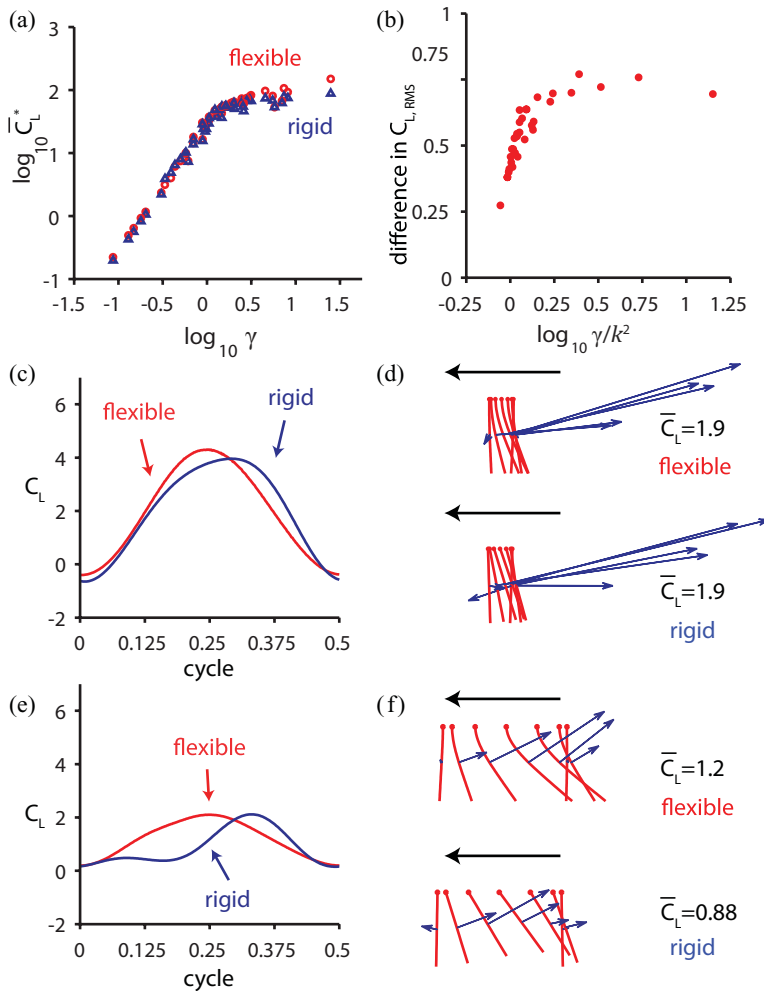 (a)
3
2
1
0
-1
-1.5
-1
-0.5
0
0.5
1
1.5
log10 C̅L*
log10 γ
flexible
rigid
(b)
1
0.75
0.5
0.25
0
-0.25
0
0.25
0.5
0.75
1.00
1.25
difference in CL, RMS
log10 γ/k²
(c)
6
4
2
0
-2
0
0.125
0.25
0.375
0.5
CL
cycle
flexible
rigid
(d)
C̅L=1.9
flexible
C̅L=1.9
rigid
(e)
6
4
2
0
-2
0
0.125
0.25
0.375
0.5
CL
cycle
flexible
rigid
(f)
C̅L=1.2
flexible
C̅L=0.88
rigid